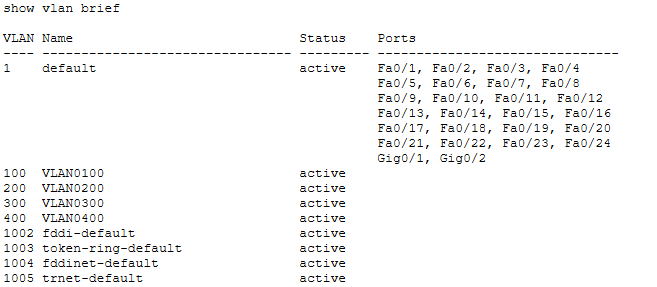 show vlan brief
VLAN Name                             Status    Ports
---- -------------------------------- --------- -------------------------------
1    default                          active    Fa0/1, Fa0/2, Fa0/3, Fa0/4
                                                Fa0/5, Fa0/6, Fa0/7, Fa0/8
                                                Fa0/9, Fa0/10, Fa0/11, Fa0/12
                                                Fa0/13, Fa0/14, Fa0/15, Fa0/16
                                                Fa0/17, Fa0/18, Fa0/19, Fa0/20
                                                Fa0/21, Fa0/22, Fa0/23, Fa0/24
                                                Gig0/1, Gig0/2
100  VLAN0100                         active
200  VLAN0200                         active
300  VLAN0300                         active
400  VLAN0400                         active
1002 fddi-default                     active
1003 token-ring-default               active
1004 fddinet-default                  active
1005 trnet-default                    active